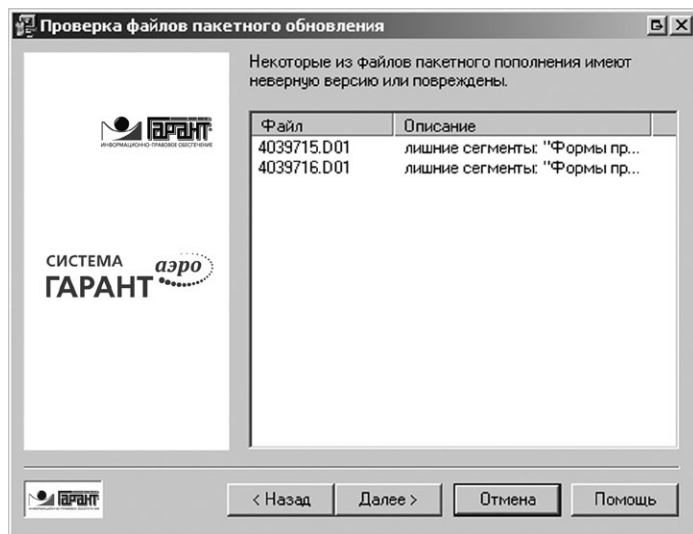 Проверка файлов пакетного обновления
Некоторые из файлов пакетного пополнения имеют
неверную версию или повреждены.
Файл Описание
4039715.D01 лишние сегменты: "Формы пр...
4039716.D01 лишние сегменты: "Формы пр...
ГАРАНТ
ИНФОРМАЦИОННО-ПРАВОВОЕ ОБЕСПЕЧЕНИЕ
СИСТЕМА аэро
ГАРАНТ
ГАРАНТ
< Назад Далее > Отмена Помощь